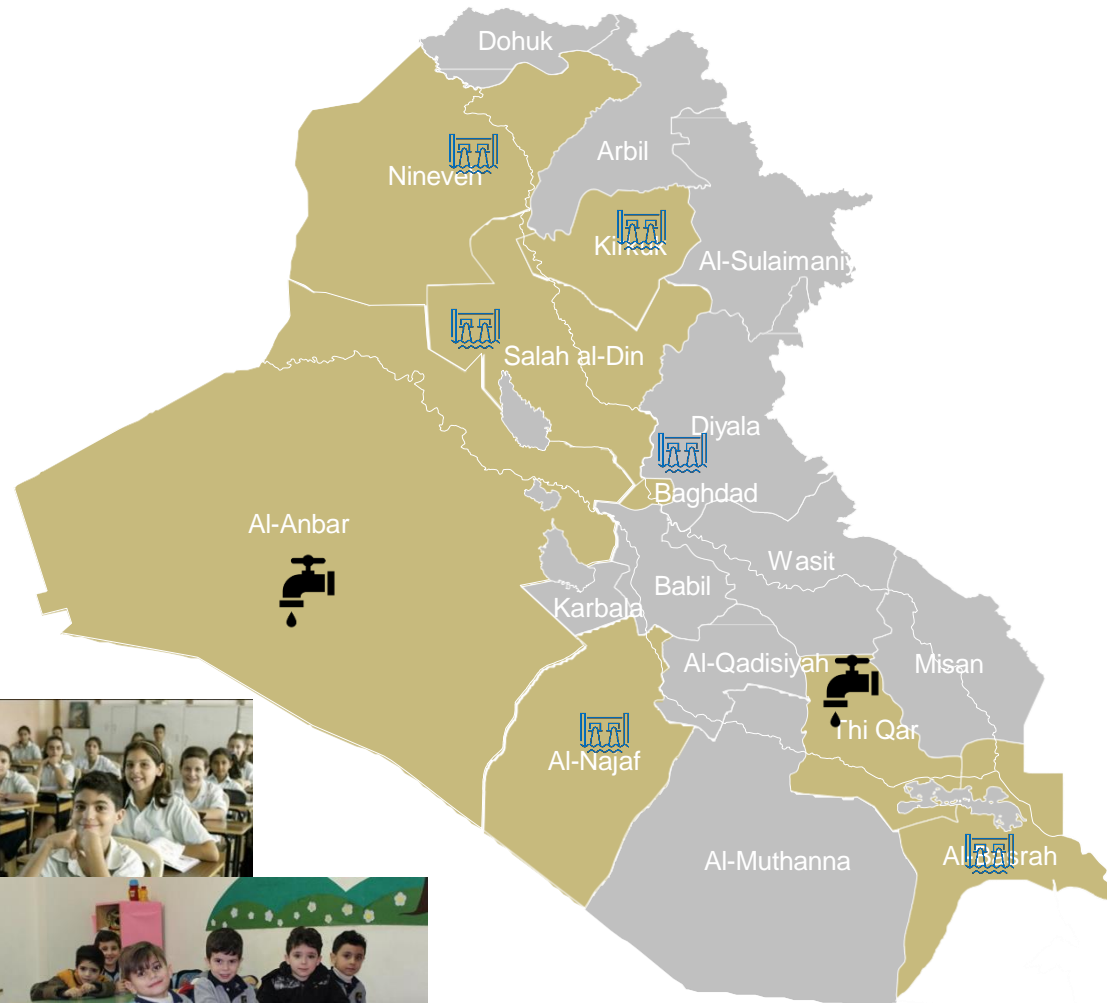 Dohuk
Arbil
Nineveh
Kirkuk
Al-Sulaimaniy
Salah al-Din
Diyala
Baghdad
Al-Anbar
Wasit
Babil
Karbala
Al-Qadisiyah
Misan
Thi Qar
Al-Najaf
Al-Muthanna
Al-Basrah